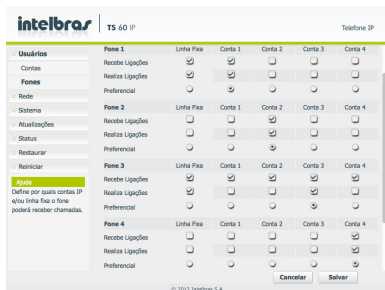 intelbras TS 60 IP Telefone IP
Usuários
Contas
Fones
Rede
Sistema
Atualizações
Status
Restaurar
Reiniciar
Ajuda
Define por quais contas IP
e/ou linha fixa o fone
poderá receber chamadas.
Fone 1 Linha Fixa Conta 1 Conta 2 Conta 3 Conta 4
Recebe Ligações
Realiza Ligações
Preferencial
Fone 2 Linha Fixa Conta 1 Conta 2 Conta 3 Conta 4
Recebe Ligações
Realiza Ligações
Preferencial
Fone 3 Linha Fixa Conta 1 Conta 2 Conta 3 Conta 4
Recebe Ligações
Realiza Ligações
Preferencial
Fone 4 Linha Fixa Conta 1 Conta 2 Conta 3 Conta 4
Recebe Ligações
Realiza Ligações
Preferencial
Cancelar Salvar
© 2012 Intelbras S.A.